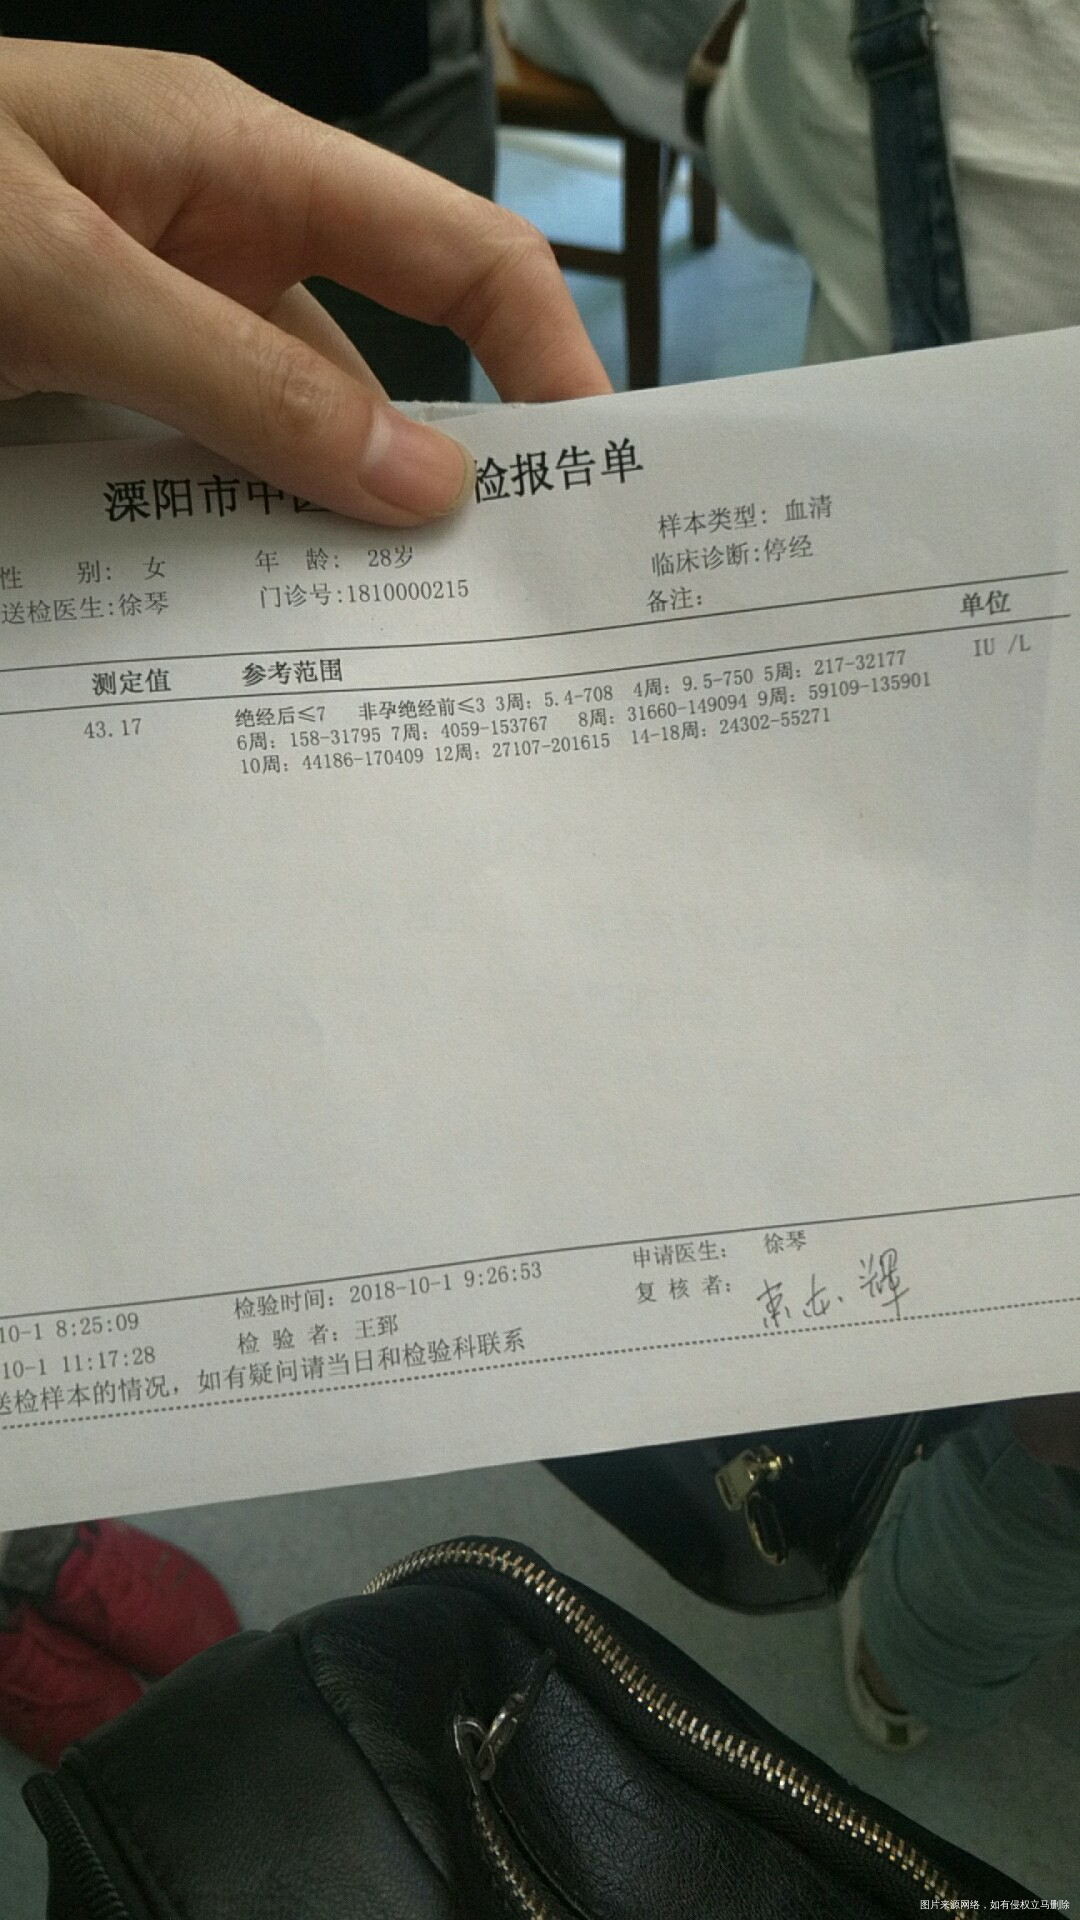 溧阳市中医 检报告单
样本类型: 血清
性 别: 女 年 龄: 28岁 临床诊断:停经
送检医生:徐琴 门诊号:1810000215 备注:
测定值 参考范围 单位
43.17 绝经后≤7 非孕绝经前≤3 3周: 5.4-708 4周: 9.5-750 5周: 217-32177 IU /L
6周: 158-31795 7周: 4059-153767 8周: 31660-149094 9周: 59109-135901
10周: 44186-170409 12周: 27107-201615 14-18周: 24302-55271
10-1 8:25:09 检验时间: 2018-10-1 9:26:53 申请医生: 徐琴
10-1 11:17:28 检 验 者: 王郅 复 核 者:
送检样本的情况, 如有疑问请当日和检验科联系
图片来源网络，如有侵权立马删除